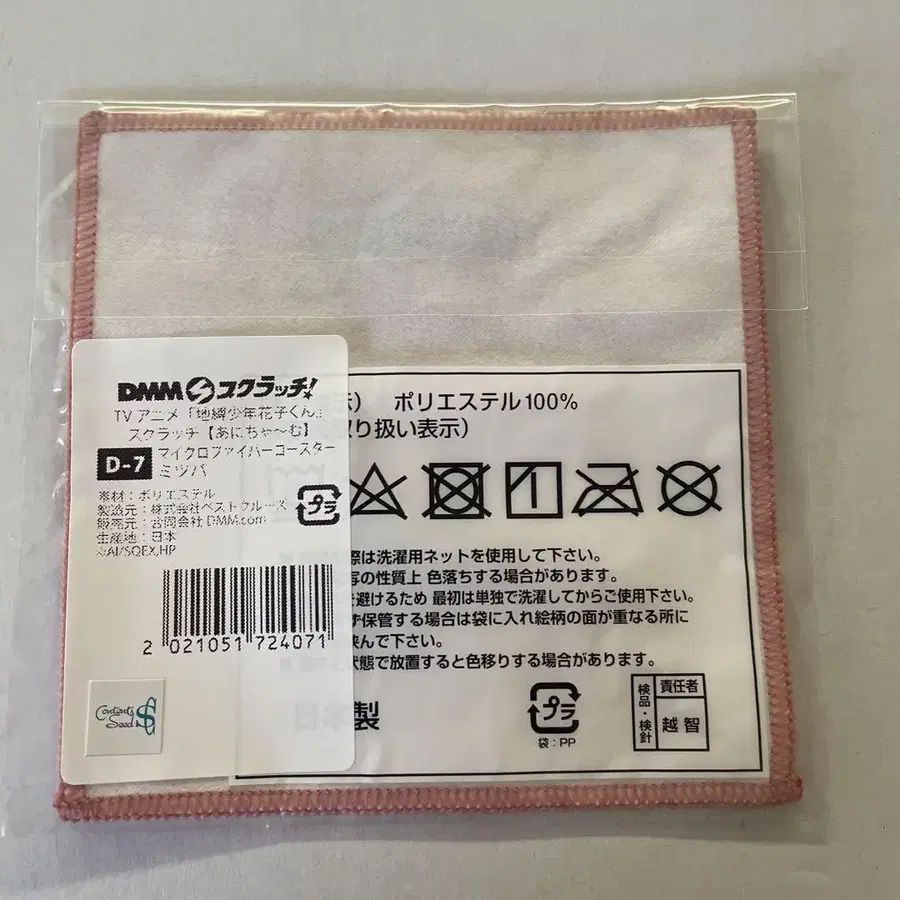 DMMスクラッチ!
TVアニメ「地縛少年花子くん」
スクラッチ【あにちゃ〜む】
D-7
マイクロファイバーコースター
ミツバ
素材：ポリエステル
製造元：株式会社ベストクルーズ
販売元：合同会社DMM.com
生産地：日本
©AI/SQEX,HP
プラ
2 021051 724071
Contents Seed
ポリエステル100%
り扱い表示)
際は洗濯用ネットを使用して下さい。
写の性質上 色落ちする場合があります。
を避けるため 最初は単独で洗濯してからご使用下さい。
ず保管する場合は袋に入れ絵柄の面が重なる所に
挟んで下さい。
状態で放置すると色移りする場合があります。
日本製
プラ
袋：PP
検品・検針
責任者
越智